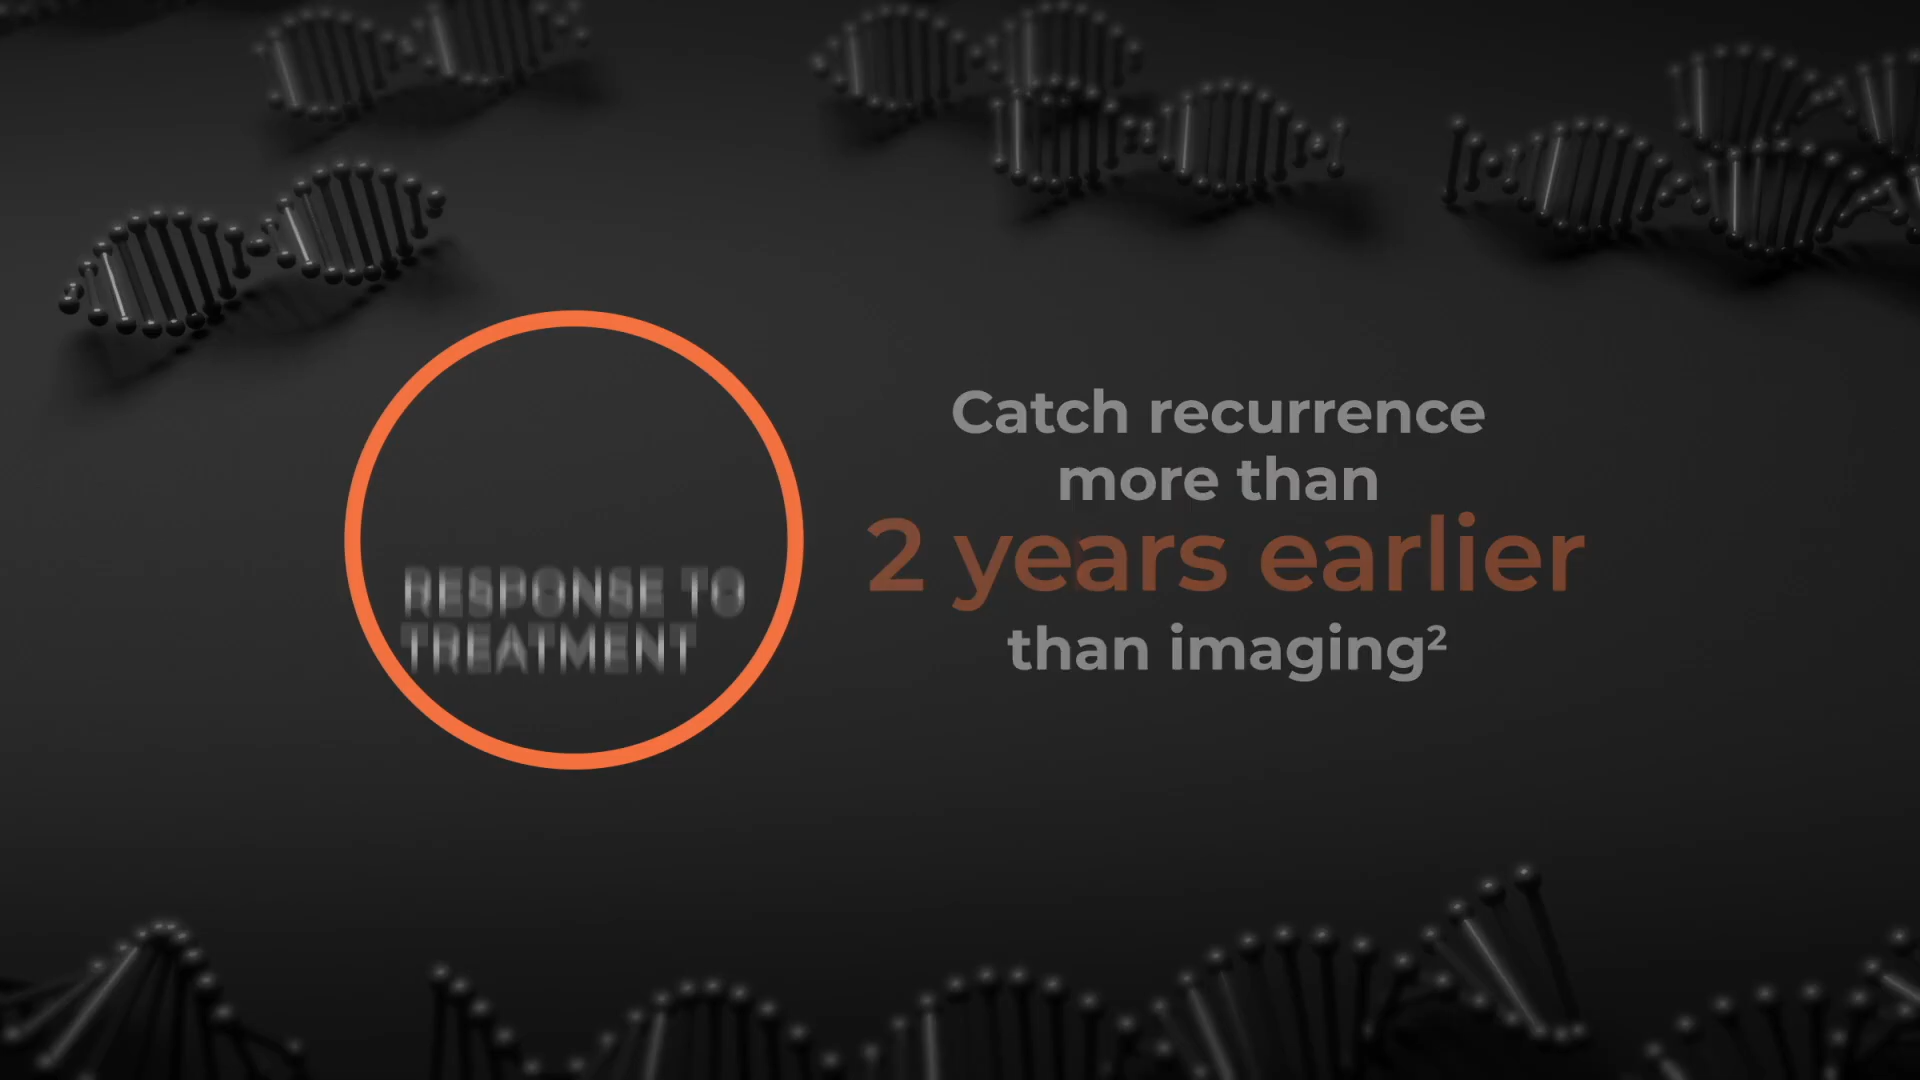 RESPONSE TO
TREATMENT
Catch recurrence
more than
2 years earlier
than imaging²